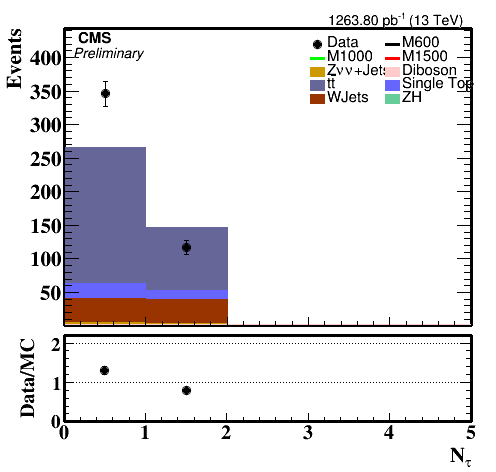 1263.80 pb⁻¹ (13 TeV)
CMS
Preliminary
Data
M600
M1000
M1500
Zνν+Jets
Diboson
tt
Single Top
WJets
ZH
Events
400
350
300
250
200
150
100
50
Data/MC
2
1
0
0 1 2 3 4 5
Nτ